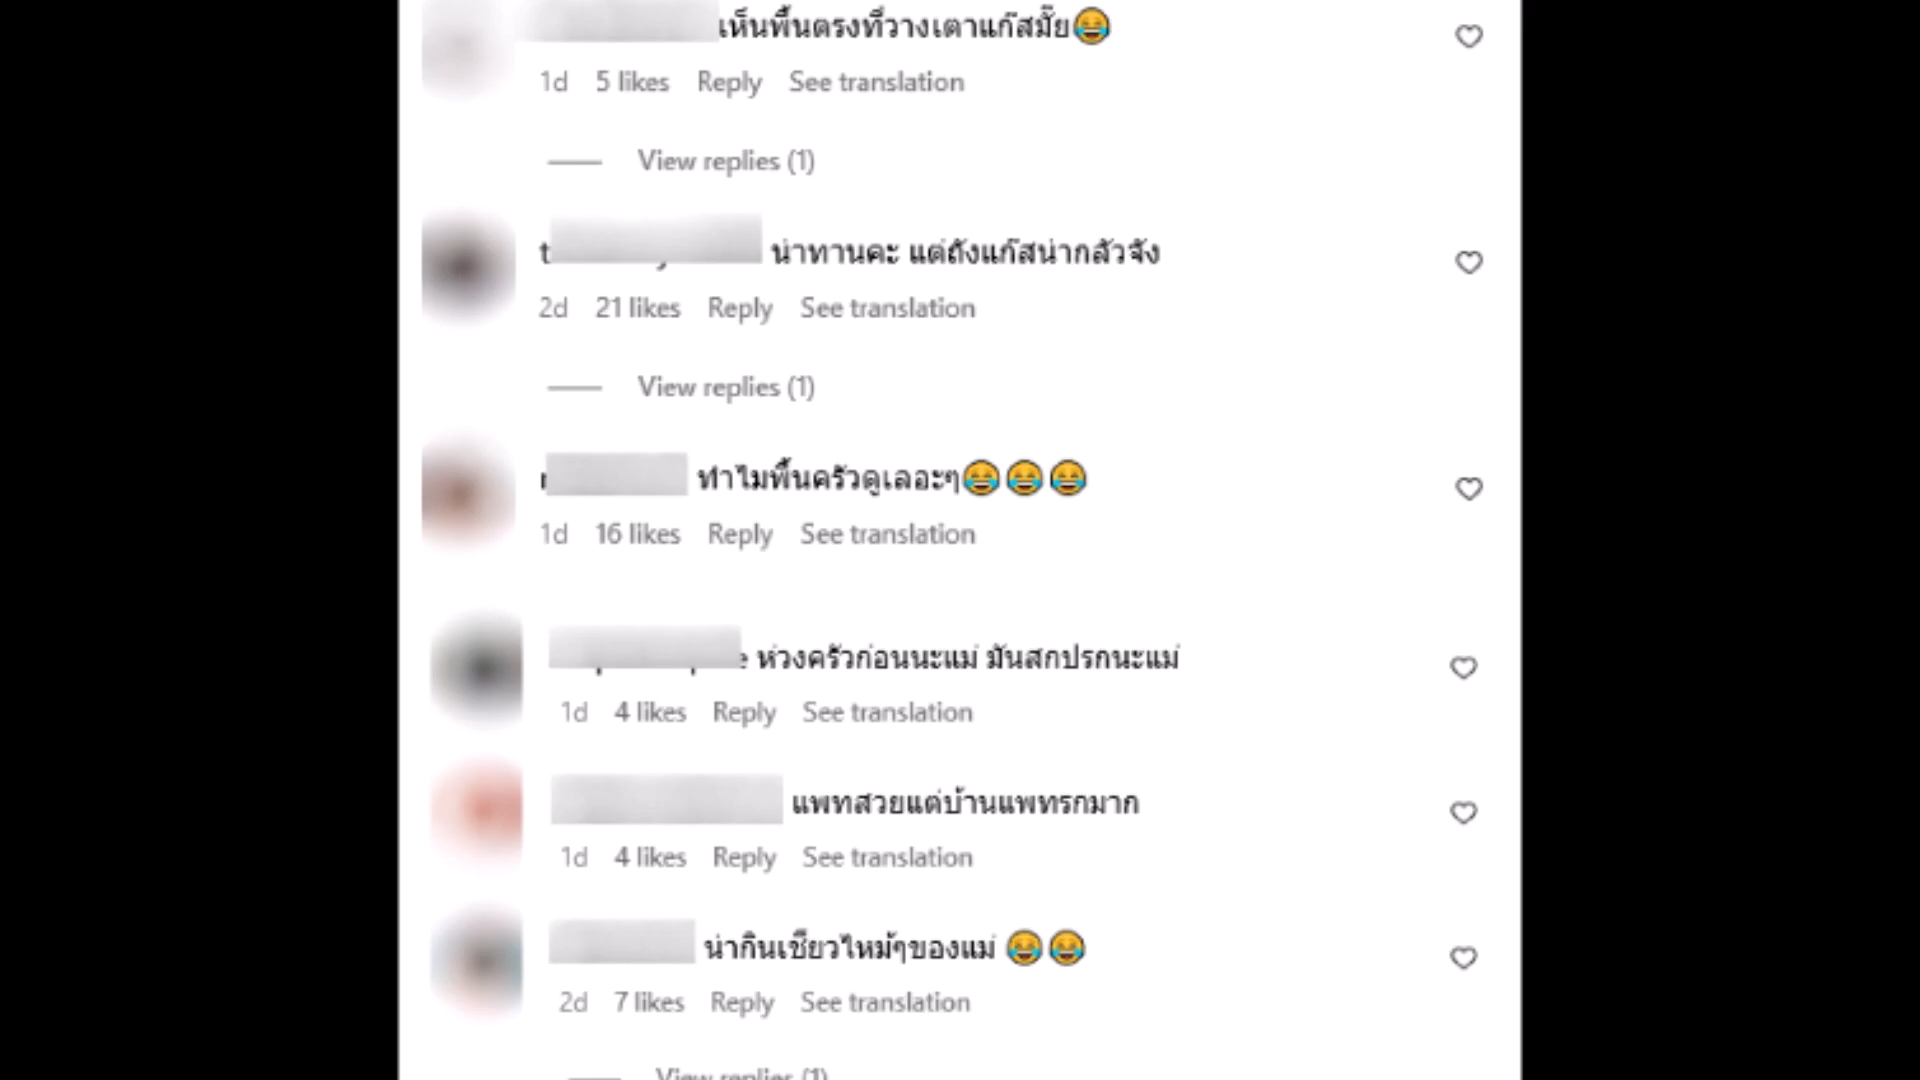 เห็นพื้นตรงที่วางเตาแก๊สมั๊ย😂
1d 5 likes Reply See translation
View replies (1)
น่าทานคะ แต่ถังแก๊สน่ากลัวจัง
2d 21 likes Reply See translation
View replies (1)
ทำไมพื้นครัวดูเลอะๆ😂😂😂
1d 16 likes Reply See translation
ห่วงครัวก่อนนะแม่ มันสกปรกนะแม่
1d 4 likes Reply See translation
แพทสวยแต่บ้านแพทรกมาก
1d 4 likes Reply See translation
น่ากินเชียวไหม้ๆของแม่ 😂😂
2d 7 likes Reply See translation
View replies (1)